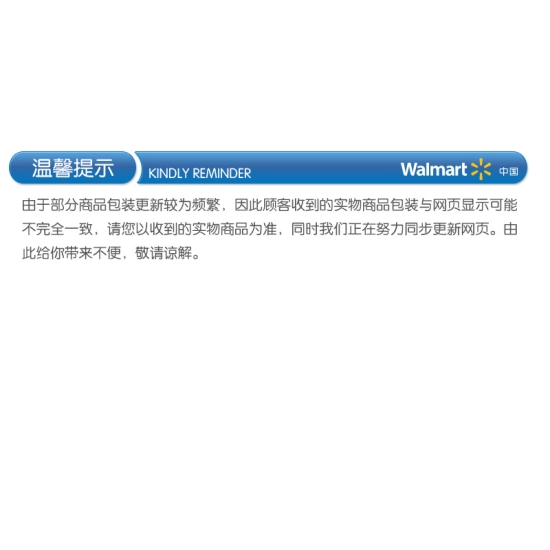 温馨提示 KINDLY REMINDER Walmart 中国
由于部分商品包装更新较为频繁，因此顾客收到的实物商品包装与网页显示可能
不完全一致，请您以收到的实物商品为准，同时我们正在努力同步更新网页。由
此给你带来不便，敬请谅解。